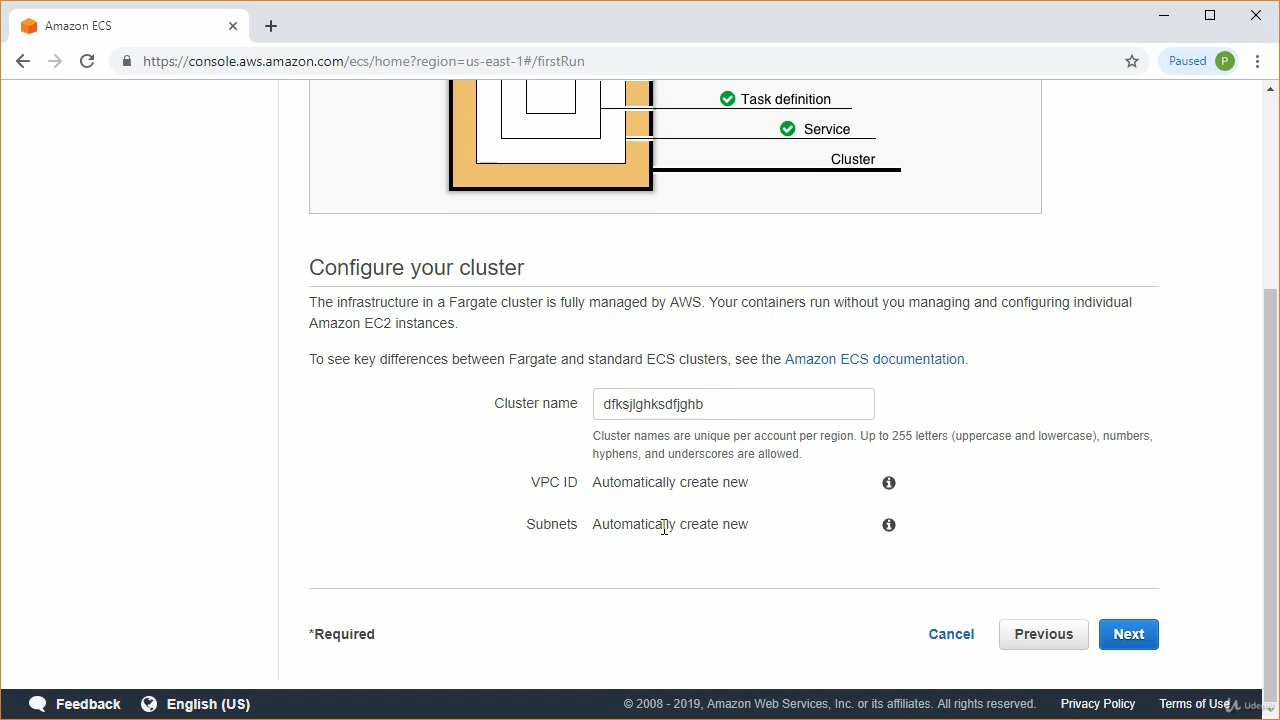 Amazon ECS
https://console.aws.amazon.com/ecs/home?region=us-east-1#/firstRun
Paused P
Task definition
Service
Cluster
Configure your cluster
The infrastructure in a Fargate cluster is fully managed by AWS. Your containers run without you managing and configuring individual
Amazon EC2 instances.
To see key differences between Fargate and standard ECS clusters, see the Amazon ECS documentation.
Cluster name dfksjlghksdfjghb
Cluster names are unique per account per region. Up to 255 letters (uppercase and lowercase), numbers,
hyphens, and underscores are allowed.
VPC ID Automatically create new
Subnets Automatically create new
*Required Cancel Previous Next
Feedback English (US) © 2008 - 2019, Amazon Web Services, Inc. or its affiliates. All rights reserved. Privacy Policy Terms of Use